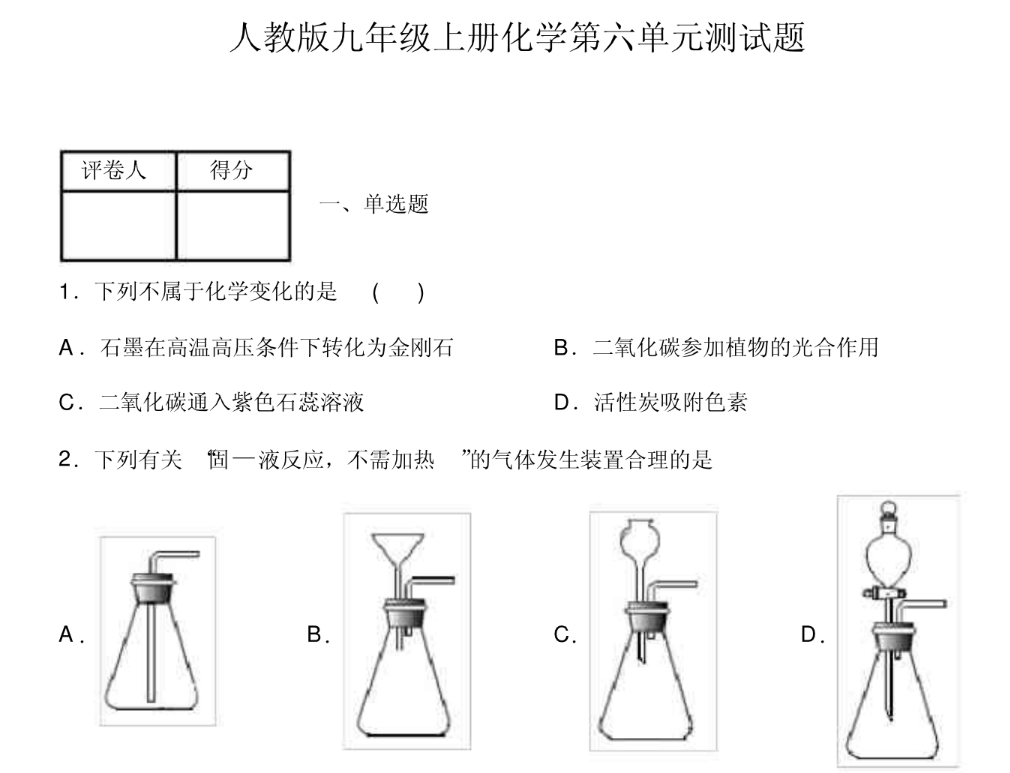 人教版九年级上册化学第六单元测试题
评卷人 得分
一、单选题
1．下列不属于化学变化的是 ( )
A．石墨在高温高压条件下转化为金刚石 B．二氧化碳参加植物的光合作用
C．二氧化碳通入紫色石蕊溶液 D．活性炭吸附色素
2．下列有关 “固—液反应，不需加热 ”的气体发生装置合理的是
A． B． C． D．